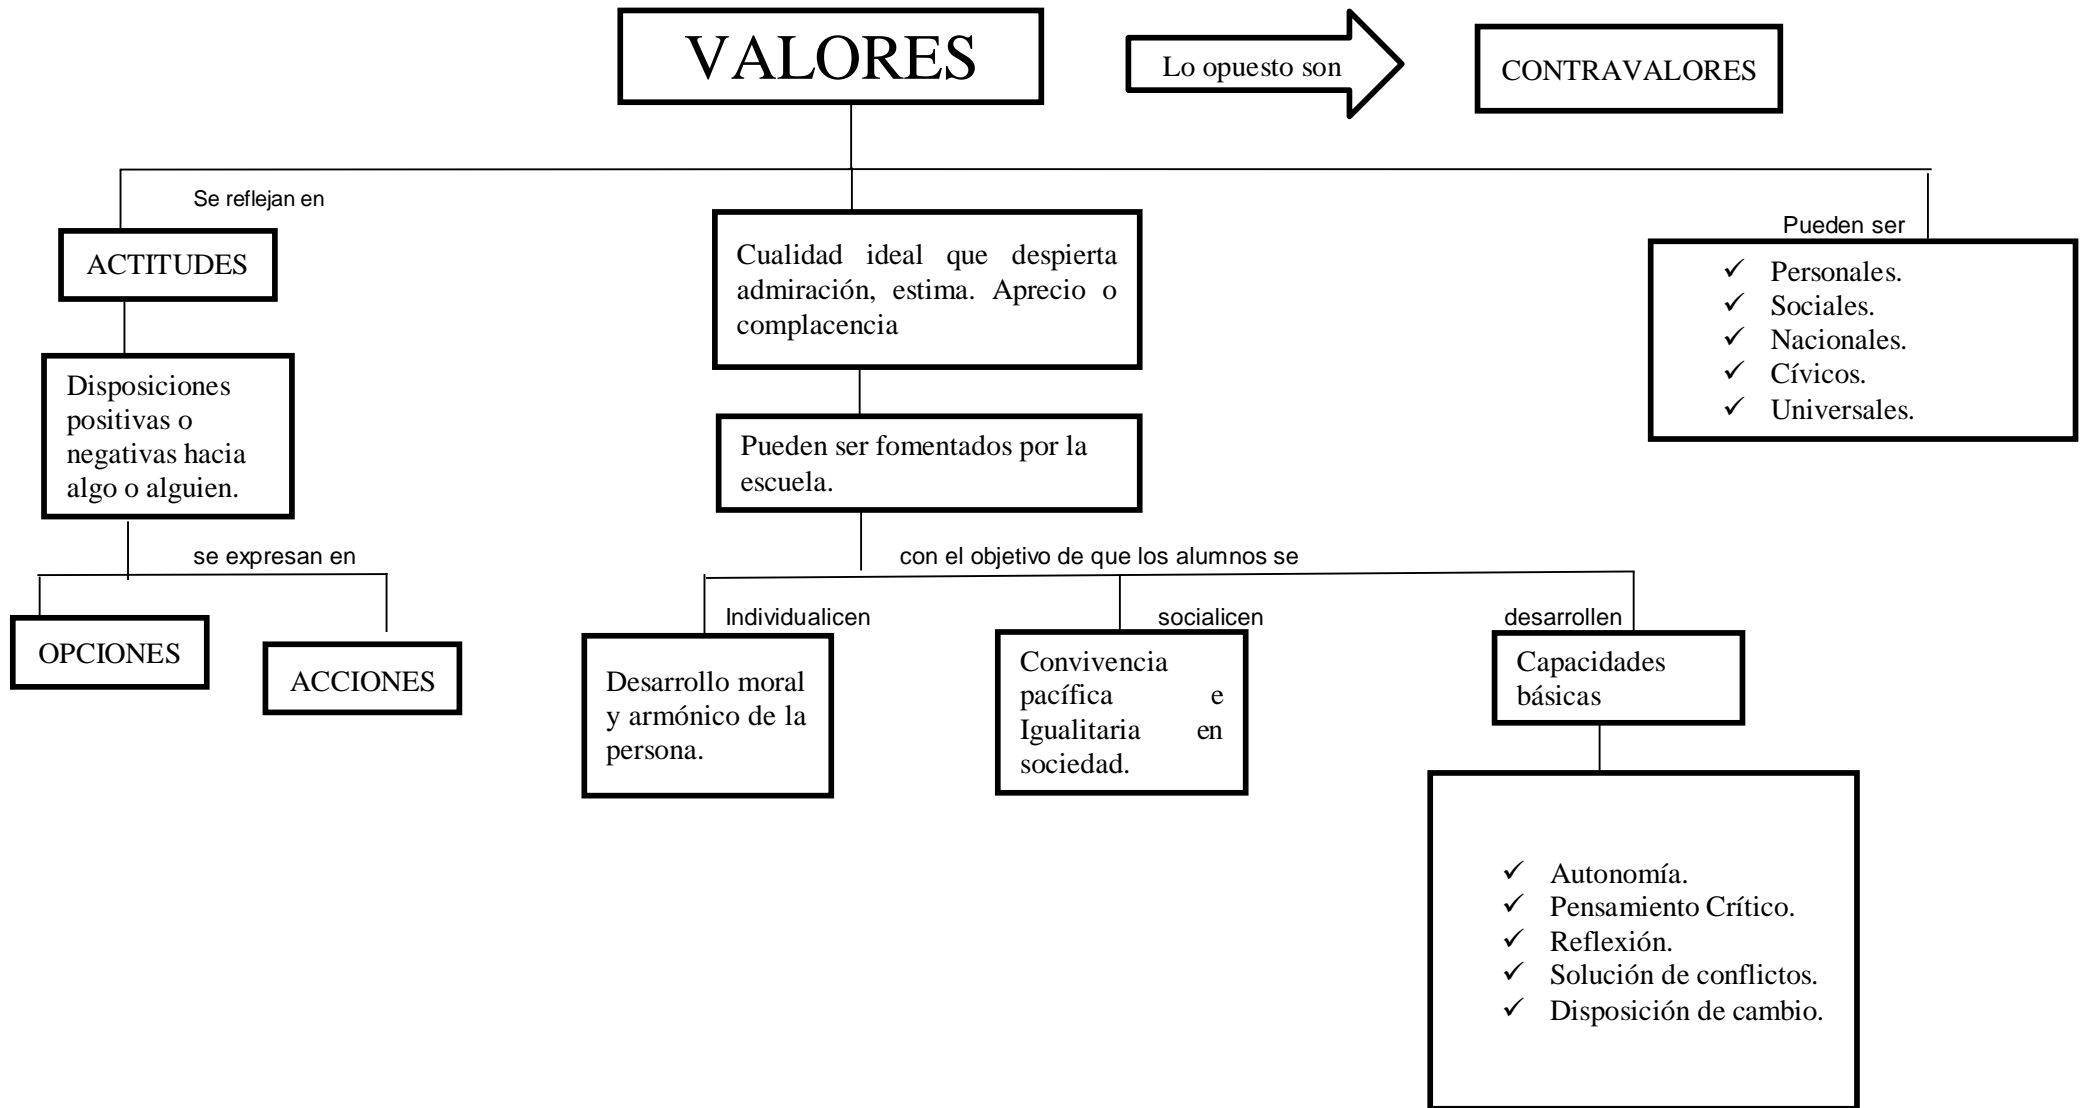 VALORES
Lo opuesto son
CONTRAVALORES
Se reflejan en
ACTITUDES
Disposiciones
positivas o
negativas hacia
algo o alguien.
se expresan en
OPCIONES
ACCIONES
Cualidad ideal que despierta
admiración, estima. Aprecio o
complacencia
Pueden ser fomentados por la
escuela.
con el objetivo de que los alumnos se
Individualicen
Desarrollo moral
y armónico de la
persona.
socialicen
Convivencia
pacífica e
Igualitaria en
sociedad.
desarrollen
Capacidades
básicas
✓ Autonomía.
✓ Pensamiento Crítico.
✓ Reflexión.
✓ Solución de conflictos.
✓ Disposición de cambio.
Pueden ser
✓ Personales.
✓ Sociales.
✓ Nacionales.
✓ Cívicos.
✓ Universales.